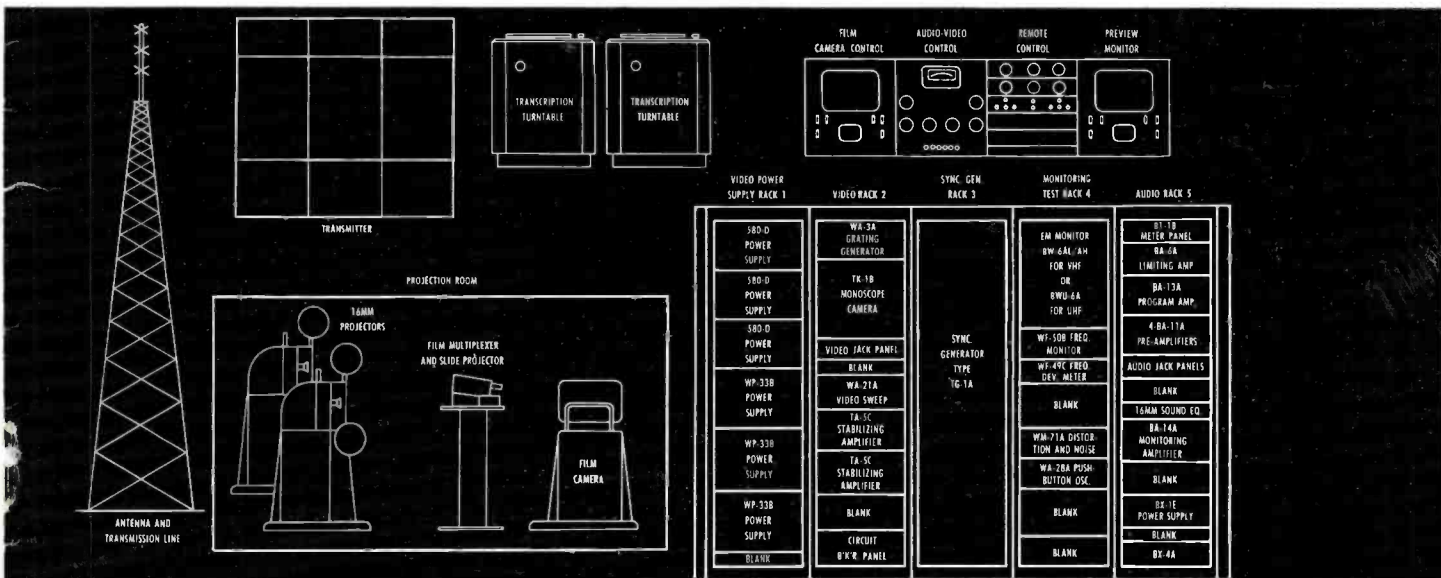 FILM
CAMERA CONTROL
AUDIO-VIDEO
CONTROL
REMOTE
CONTROL
PREVIEW
MONITOR
TRANSCRIPTION
TURNTABLE
TRANSCRIPTION
TURNTABLE
TRANSMITTER
ANTENNA AND
TRANSMISSION LINE
PROJECTION ROOM
16MM
PROJECTORS
FILM MULTIPLEXER
AND SLIDE PROJECTOR
FILM
CAMERA
VIDEO POWER
SUPPLY RACK 1
580-D
POWER
SUPPLY
580-D
POWER
SUPPLY
580-D
POWER
SUPPLY
WP-33B
POWER
SUPPLY
WP-33B
POWER
SUPPLY
WP-33B
POWER
SUPPLY
BLANK
VIDEO RACK 2
WA-3A
GRATING
GENERATOR
TK-1B
MONOSCOPE
CAMERA
VIDEO JACK PANEL
BLANK
WA-21A
VIDEO SWEEP
TA-5C
STABILIZING
AMPLIFIER
TA-5C
STABILIZING
AMPLIFIER
BLANK
CIRCUIT
B'K'R. PANEL
SYNC. GEN.
RACK 3
SYNC.
GENERATOR
TYPE
TG-1A
MONITORING
TEST RACK 4
BW-6AL/AH
FOR VHF
OR
BWU-6A
FOR UHF
WF-50B FREQ.
MONITOR
WF-49C FREQ.
DEV. METER
BLANK
WM-71A DISTOR-
TION AND NOISE
WA-28A PUSH-
BUTTON OSC.
BLANK
BLANK
AUDIO RACK 5
METER PANEL
BA-6A
LIMITING AMP
BA-13A
PROGRAM AMP
4-BA-11A
PRE-AMPLIFIERS
AUDIO JACK PANELS
BLANK
16MM SOUND EQ.
BA-14A
MONITORING
AMPLIFIER
BLANK
BX-1E
POWER SUPPLY
BLANK
BX-4A